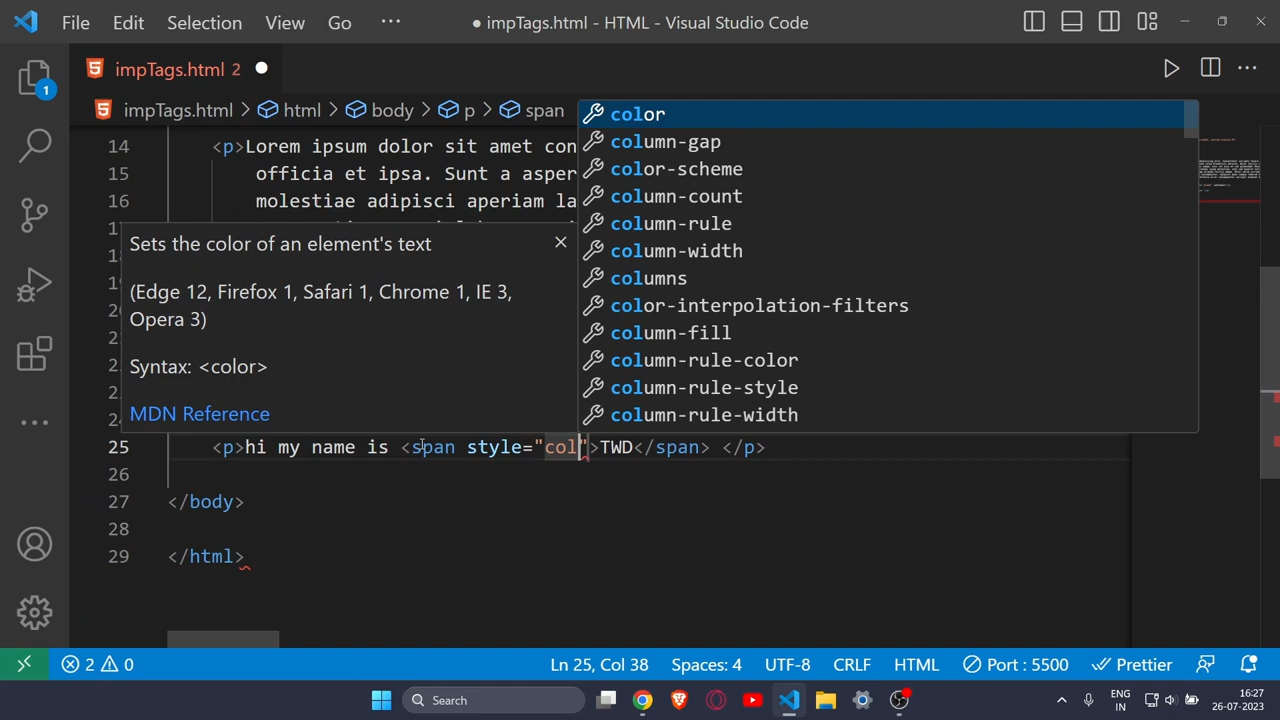 File Edit Selection View Go ··· ● impTags.html - HTML - Visual Studio Code
impTags.html 2 ●
impTags.html > html > body > p > span
1
color
column-gap
color-scheme
column-count
column-rule
column-width
columns
color-interpolation-filters
column-fill
column-rule-color
column-rule-style
column-rule-width
14 <p>Lorem ipsum dolor sit amet con
15 officia et ipsa. Sunt a asper
16 molestiae adipisci aperiam la
Sets the color of an element's text
(Edge 12, Firefox 1, Safari 1, Chrome 1, IE 3,
Opera 3)
Syntax: <color>
MDN Reference
25 <p>hi my name is <span style="col">TWD</span> </p>
26
27 </body>
28
29 </html>
2 0 Ln 25, Col 38 Spaces: 4 UTF-8 CRLF HTML Port : 5500 Prettier
Search ENG IN 16:27 26-07-2023